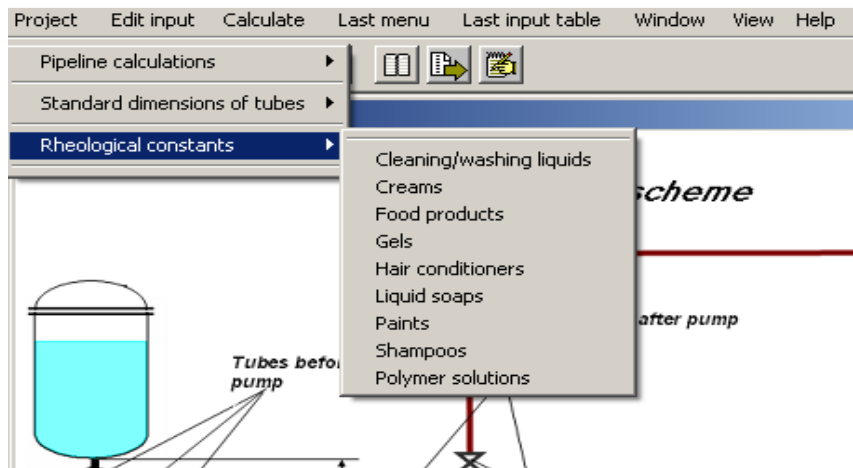 Project Edit input Calculate Last menu Last input table Window View Help
Pipeline calculations
Standard dimensions of tubes
Rheological constants
Cleaning/washing liquids
Creams
Food products
Gels
Hair conditioners
Liquid soaps
Paints
Shampoos
Polymer solutions
scheme
after pump
Tubes befo
pump